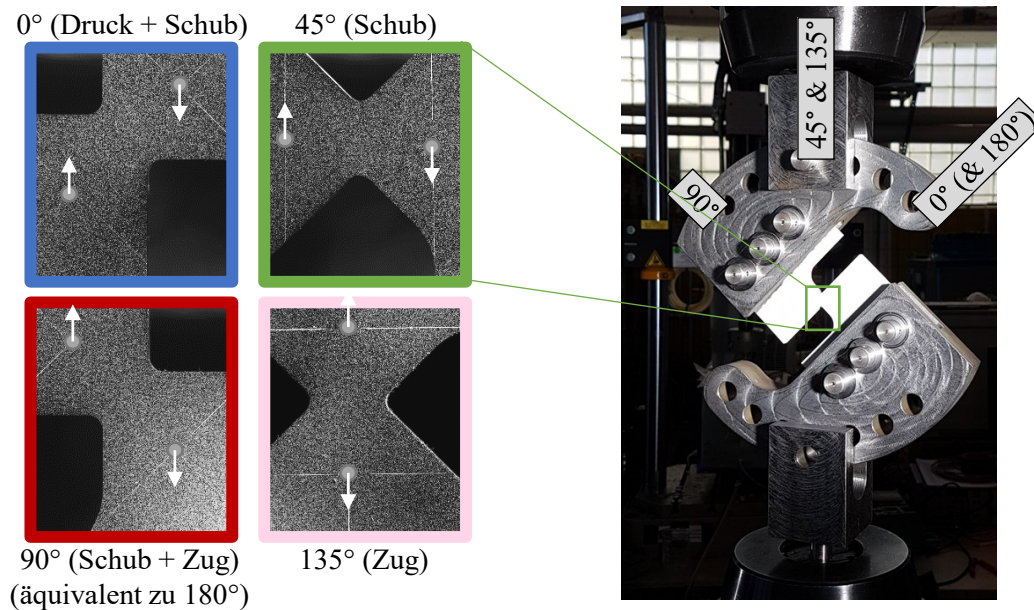 0° (Druck + Schub)
45° (Schub)
90° (Schub + Zug)
(äquivalent zu 180°)
135° (Zug)
90°
45° & 135°
0° (& 180°)